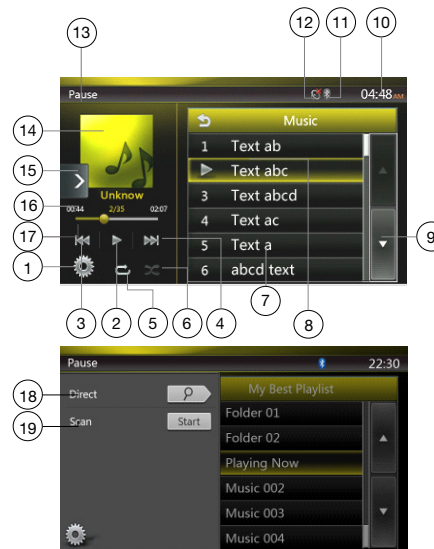 12 11 10
13
Pause 04:48 AM
14
Music
1 Text ab
15
Text abc
Unknow
3 Text abcd
16
00:44 2/35 02:07
4 Text ac
17
9
5 Text a
1
6 abcd text
3 2 5 6 4 7 8
Pause 22:30
18
Direct
My Best Playlist
Folder 01
19
Scan Start
Folder 02
Playing Now
Music 002
Music 003
Music 004